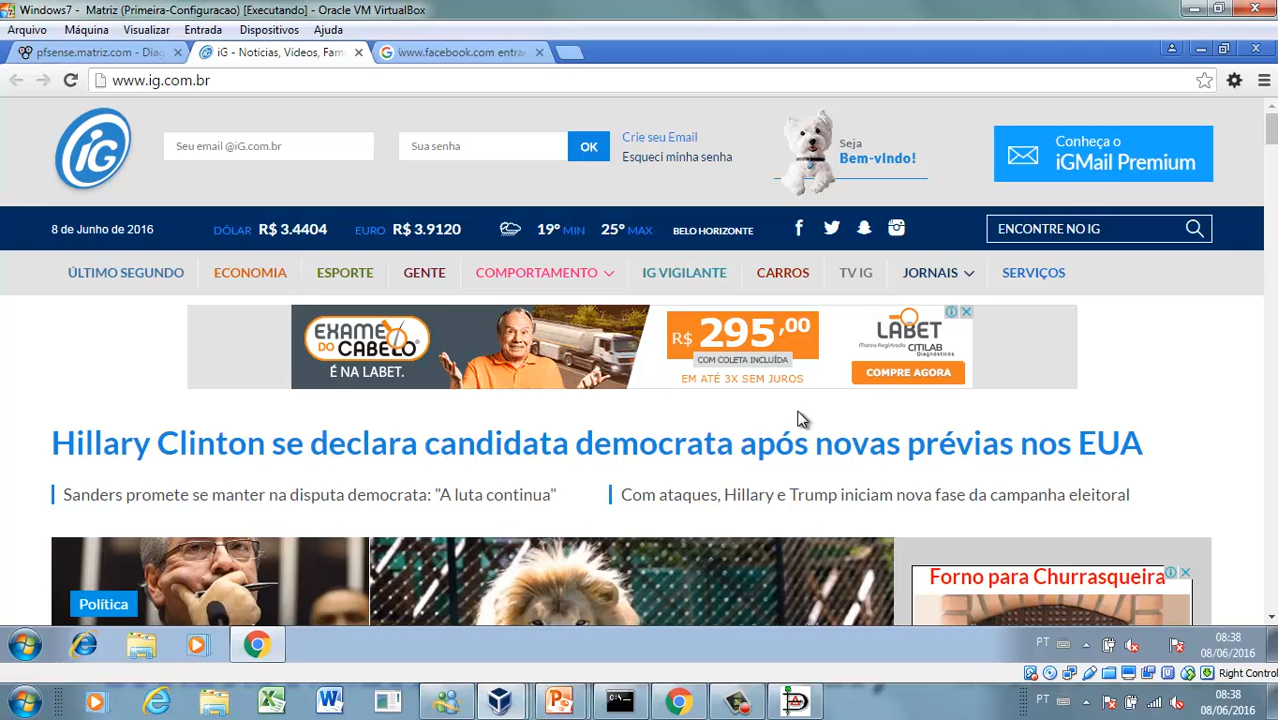 Windows7 - Matriz (Primeira-Configuracao) [Executando] - Oracle VM VirtualBox
Arquivo Máquina Visualizar Entrada Dispositivos Ajuda
pfsense.matriz.com - Diag
iG - Notícias, Vídeos, Fam
www.facebook.com entra
www.ig.com.br
iG
Seu email @iG.com.br
Sua senha
OK
Crie seu Email
Esqueci minha senha
Seja
Bem-vindo!
Conheça o
iGMail Premium
8 de Junho de 2016
DÓLAR R$ 3.4404
EURO R$ 3.9120
19° MIN 25° MAX BELO HORIZONTE
ENCONTRE NO IG
ÚLTIMO SEGUNDO ECONOMIA ESPORTE GENTE COMPORTAMENTO IG VIGILANTE CARROS TV IG JORNAIS SERVIÇOS
EXAME
DO
CABELO
É NA LABET.
R$ 295,00
COM COLETA INCLUÍDA
EM ATÉ 3X SEM JUROS
LABET
Marca Registrada CITILAB
Diagnósticos
COMPRE AGORA
Hillary Clinton se declara candidata democrata após novas prévias nos EUA
Sanders promete se manter na disputa democrata: "A luta continua"
Com ataques, Hillary e Trump iniciam nova fase da campanha eleitoral
Política
Forno para Churrasqueira
PT
08:38
08/06/2016
Right Control
PT
08:38
08/06/2016